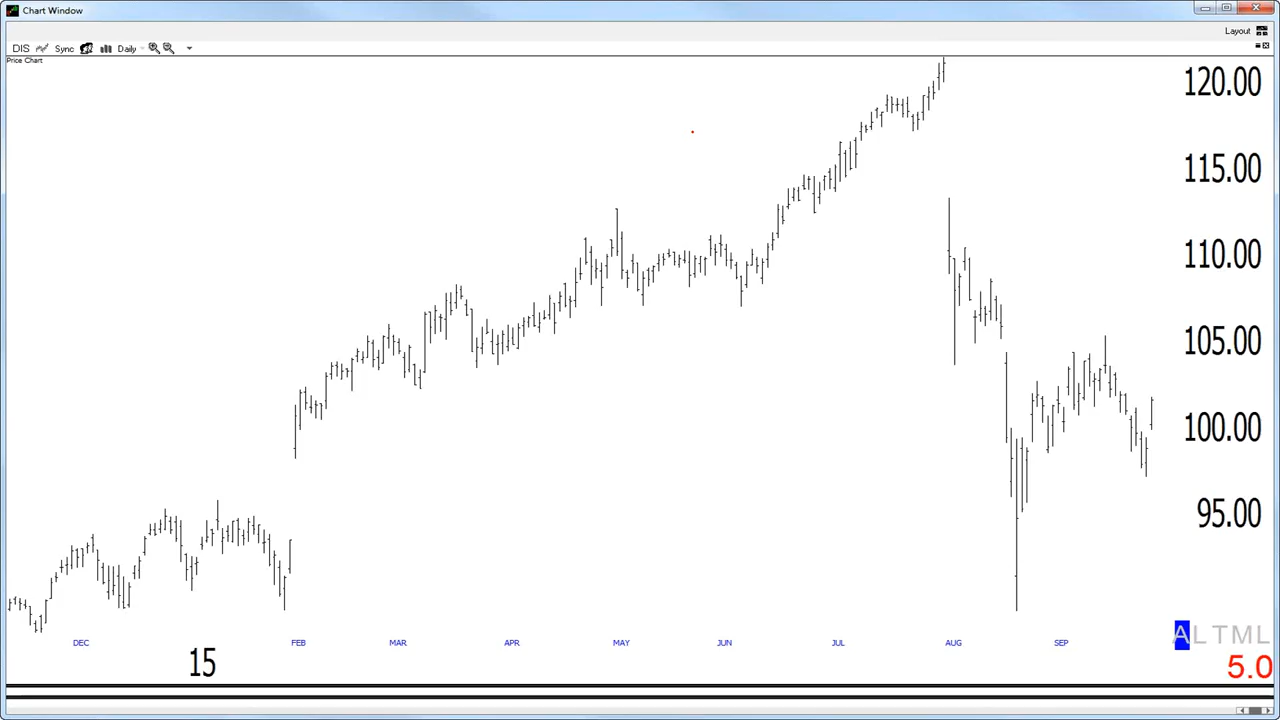 Chart Window
Layout
DIS Sync Daily
Price Chart
120.00
115.00
110.00
105.00
100.00
95.00
DEC FEB MAR APR MAY JUN JUL AUG SEP
15
ALTML
5.0